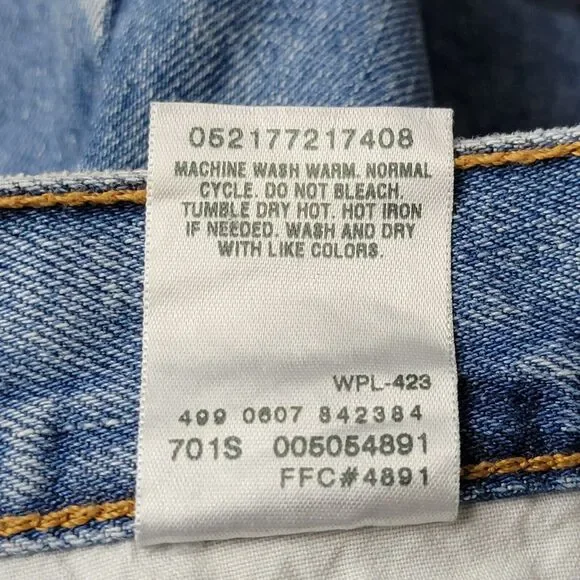 052177217408
MACHINE WASH WARM. NORMAL
CYCLE. DO NOT BLEACH.
TUMBLE DRY HOT. HOT IRON
IF NEEDED. WASH AND DRY
WITH LIKE COLORS.
WPL-423
499 0607 842384
701S 005054891
FFC#4891